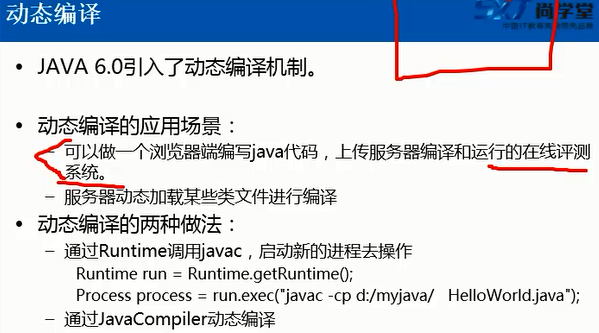 动态编译
尚学堂
• JAVA 6.0引入了动态编译机制。
• 动态编译的应用场景：
– 可以做一个浏览器端编写java代码，上传服务器编译和运行的在线评测
系统。
– 服务器动态加载某些类文件进行编译
• 动态编译的两种做法：
– 通过Runtime调用javac，启动新的进程去操作
Runtime run = Runtime.getRuntime();
Process process = run.exec("javac -cp d:/myjava/ HelloWorld.java");
– 通过JavaCompiler动态编译